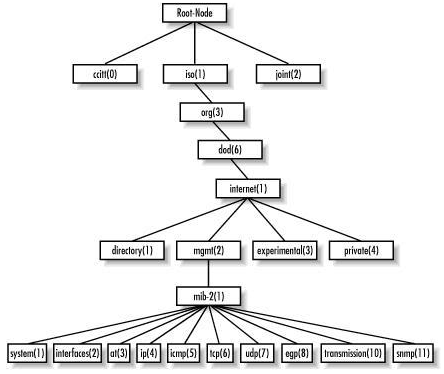 Root-Node
ccitt(0) iso(1) joint(2)
org(3)
dod(6)
internet(1)
directory(1) mgmt(2) experimental(3) private(4)
mib-2(1)
system(1) interfaces(2) at(3) ip(4) icmp(5) tcp(6) udp(7) egp(8) transmission(10) snmp(11)